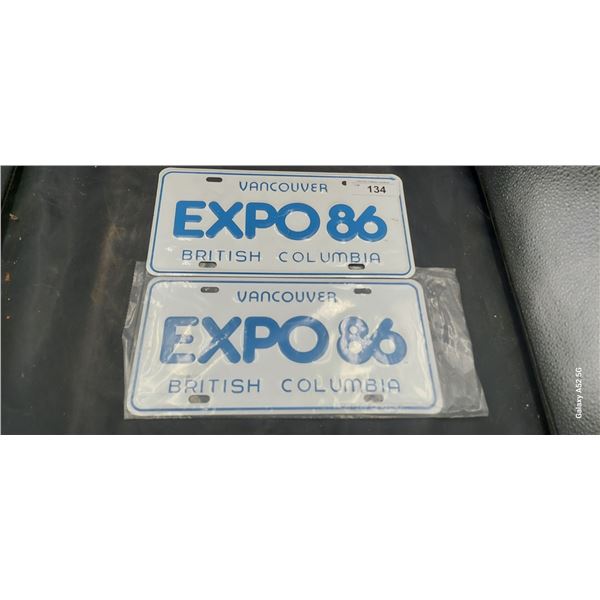 VANCOUVER
134
EXPO 86
BRITISH COLUMBIA
VANCOUVER
EXPO 86
BRITISH COLUMBIA
Galaxy A52 5G